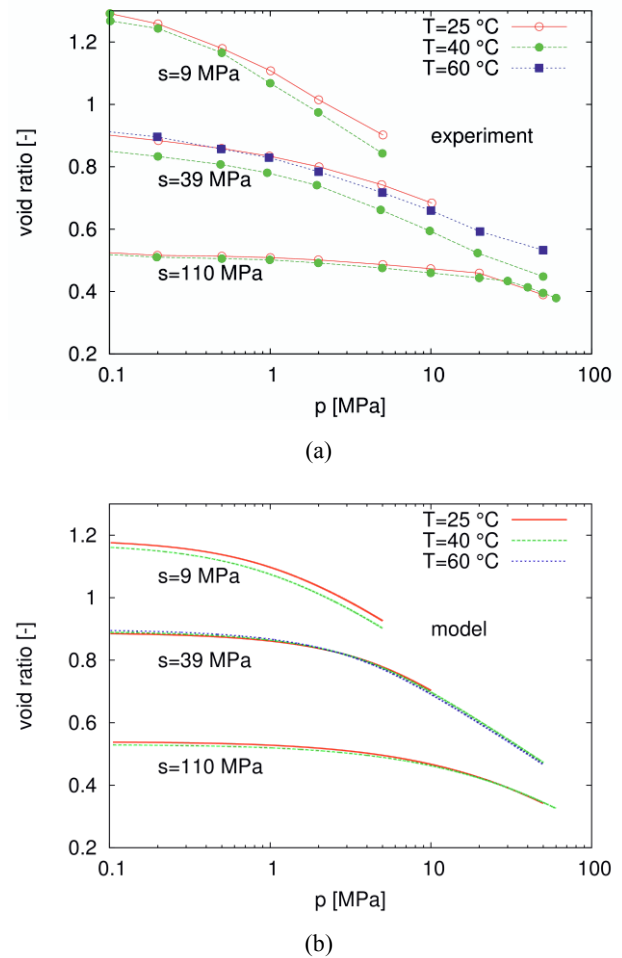 T=25 °C
T=40 °C
T=60 °C
s=9 MPa
experiment
s=39 MPa
s=110 MPa
void ratio [-]
1.2
1
0.8
0.6
0.4
0.2
0.1 1 10 100
p [MPa]
(a)
T=25 °C
T=40 °C
T=60 °C
s=9 MPa
model
s=39 MPa
s=110 MPa
void ratio [-]
1.2
1
0.8
0.6
0.4
0.2
0.1 1 10 100
p [MPa]
(b)